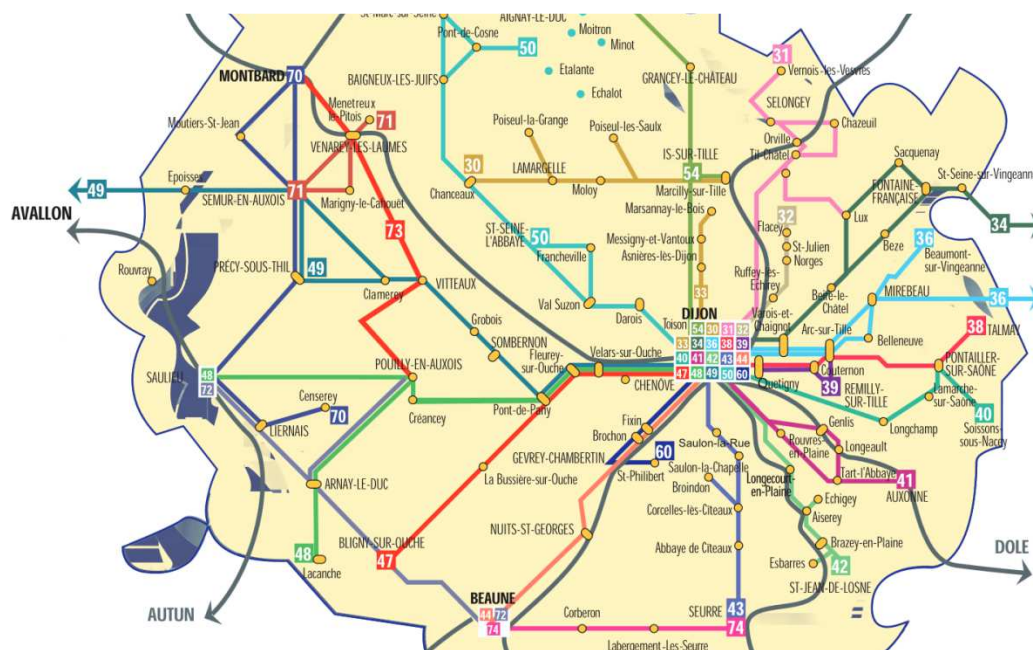 St-Marc-sur-Seine
AIGNAY-LE-DUC
Moitron
Pont-de-Cosne
50
Minot
31
MONTBARD
70
BAIGNEUX-LES-JUIFS
Etalante
GRANCEY-LE-CHÂTEAU
Vernois-les-Vesvres
Echalot
SELONGEY
Menetreux
le-Pitois
71
Moutiers-St-Jean
VENAREY-LES-LAUMES
Poiseul-la-Grange
Poiseul-les-Saulx
Orville
Chazeuil
Til-Chatel
Sacquenay
30
LAMARGELLE
IS-SUR-TILLE
54
Chanceaux
Moloy
Marcilly-sur-Tille
FONTAINE-
FRANÇAISE
St-Seine-sur-Vingeanne
49
Epoisses
71
SEMUR-EN-AUXOIS
Marigny-le-Cahouët
Marsannay-le-Bois
Lux
AVALLON
73
ST-SEINE-
L'ABBAYE
50
Messigny-et-Vantoux
Asnières-les-Dijon
Flacey
32
St-Julien
Norges
Beze
34
36
Beaumont-
sur-Vingeanne
Rouvray
PRÉCY-SOUS-THIL
49
Clamerey
VITTEAUX
Francheville
Ruffey-lès-
Echirey
33
Beire-le-
Châtel
MIREBEAU
36
Val Suzon
Darois
DIJON
Toison
Varois-et-
Chaignot
Arc-sur-Tille
Belleneuve
38
TALMAY
Grobois
SOMBERNON
54 30 31 32
33 34 36 38 39
40 41 42 43 44
47 48 49 50 60
Fleurey-
sur-Ouche
Velars-sur-Ouche
CHENÔVE
Quetigny
Couternon
39
REMILLY-
SUR-TILLE
PONTAILLER-
SUR-SAÔNE
SAULIEU
48
72
POUILLY-EN-AUXOIS
Créancey
Pont-de-Pany
Lamarche-
sur-Saône
40
Soissons-
sous-Nacey
Censerey
70
LIERNAIS
Fixin
Brochon
GEVREY-CHAMBERTIN
60
St-Philibert
Saulon-la-Rue
Rouvres-
en-Plaine
Genlis
Longchamp
Longeault
La Bussière-sur-Ouche
Saulon-la-Chapelle
Broindon
Longecourt-
en-Plaine
Tart-l'Abbaye
41
AUXONNE
ARNAY-LE-DUC
Corcelles-lès-Cîteaux
Echigey
Aiserey
NUITS-ST-GEORGES
Abbaye de Cîteaux
Brazey-en-Plaine
DOLE
48
Lacanche
BLIGNY-SUR-OUCHE
47
Esbarres
42
ST-JEAN-DE-LOSNE
AUTUN
BEAUNE
44 72
74
Corberon
SEURRE
43
74
Labergement-Les-Seurre